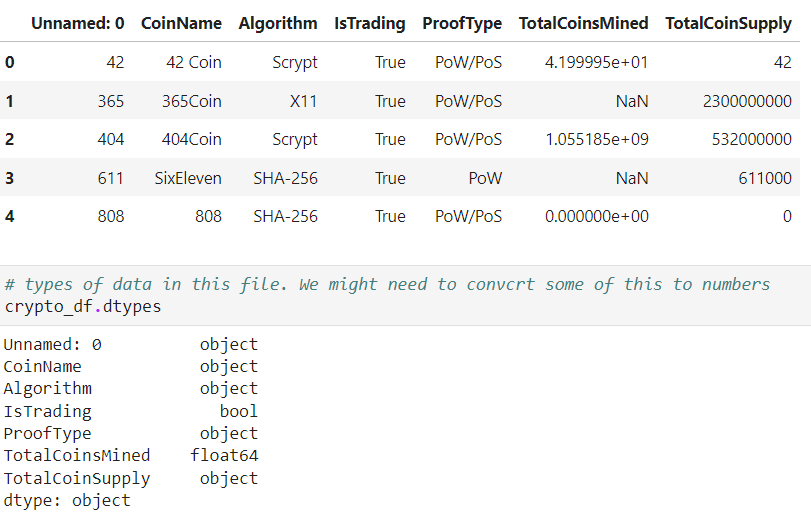 Unnamed: 0 CoinName Algorithm IsTrading ProofType TotalCoinsMined TotalCoinSupply
0 42 42 Coin Scrypt True PoW/PoS 4.199995e+01 42
1 365 365Coin X11 True PoW/PoS NaN 2300000000
2 404 404Coin Scrypt True PoW/PoS 1.055185e+09 532000000
3 611 SixEleven SHA-256 True PoW NaN 611000
4 808 808 SHA-256 True PoW/PoS 0.000000e+00 0
# types of data in this file. We might need to convcrt some of this to numbers
crypto_df.dtypes
Unnamed: 0 object
CoinName object
Algorithm object
IsTrading bool
ProofType object
TotalCoinsMined float64
TotalCoinSupply object
dtype: object